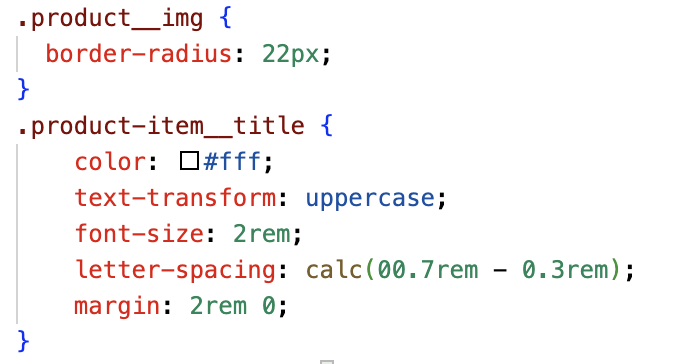 .product__img {
border-radius: 22px;
}
.product-item__title {
color: #fff;
text-transform: uppercase;
font-size: 2rem;
letter-spacing: calc(00.7rem - 0.3rem);
margin: 2rem 0;
}